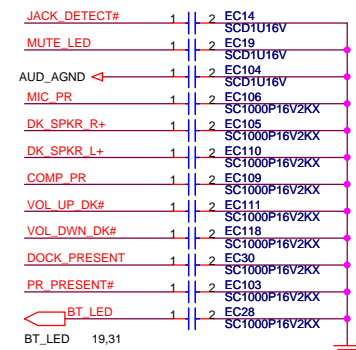 JACK_DETECT# 1 2 EC14
SCD1U16V
MUTE_LED 1 2 EC19
SCD1U16V
AUD_AGND 1 2 EC104
SCD1U16V
MIC_PR 1 2 EC106
SC1000P16V2KX
DK_SPKR_R+ 1 2 EC105
SC1000P16V2KX
DK_SPKR_L+ 1 2 EC110
SC1000P16V2KX
COMP_PR 1 2 EC109
SC1000P16V2KX
VOL_UP_DK# 1 2 EC111
SC1000P16V2KX
VOL_DWN_DK# 1 2 EC118
SC1000P16V2KX
DOCK_PRESENT 1 2 EC30
SC1000P16V2KX
PR_PRESENT# 1 2 EC103
SC1000P16V2KX
BT_LED 1 2 EC28
SC1000P16V2KX
BT_LED 19,31